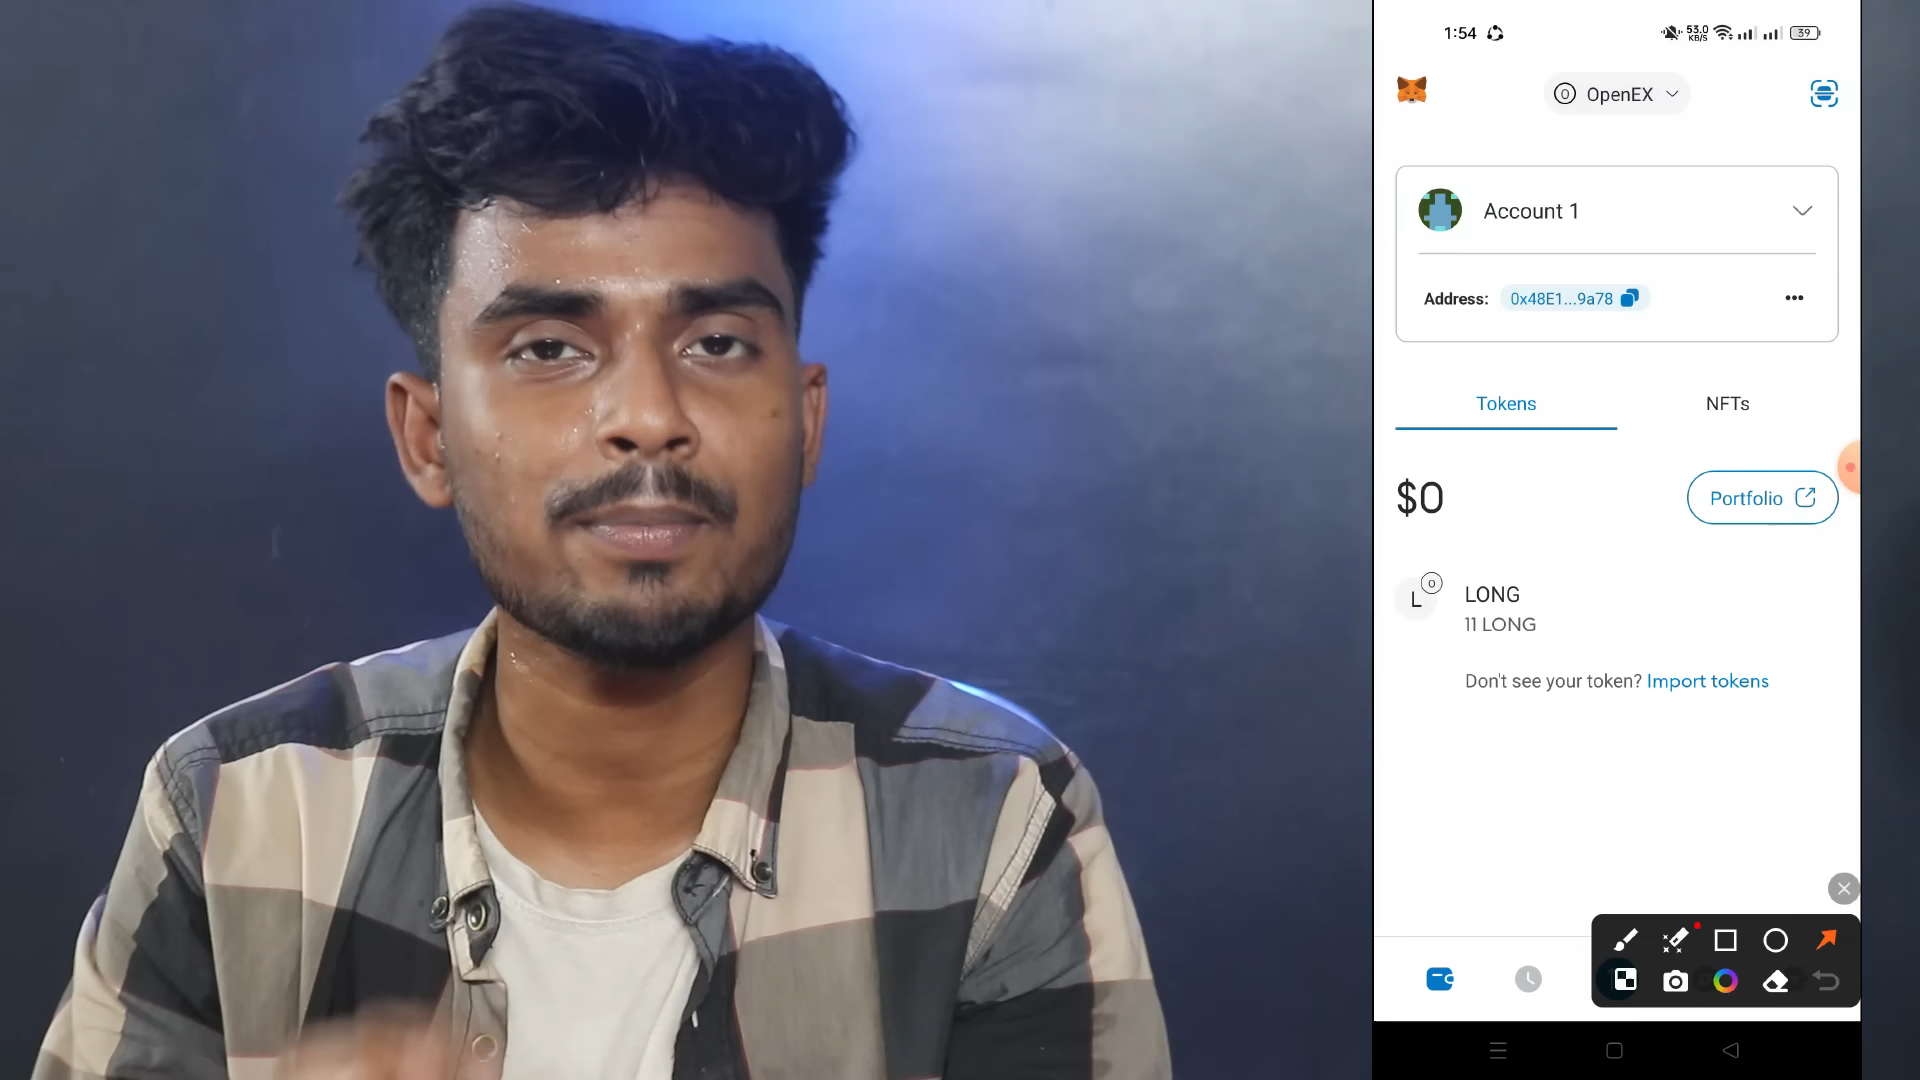 1:54
53.0
KB/S
39
O OpenEX
Account 1
Address: 0x48E1...9a78
Tokens
NFTs
$0
Portfolio
L
O
LONG
11 LONG
Don't see your token? Import tokens